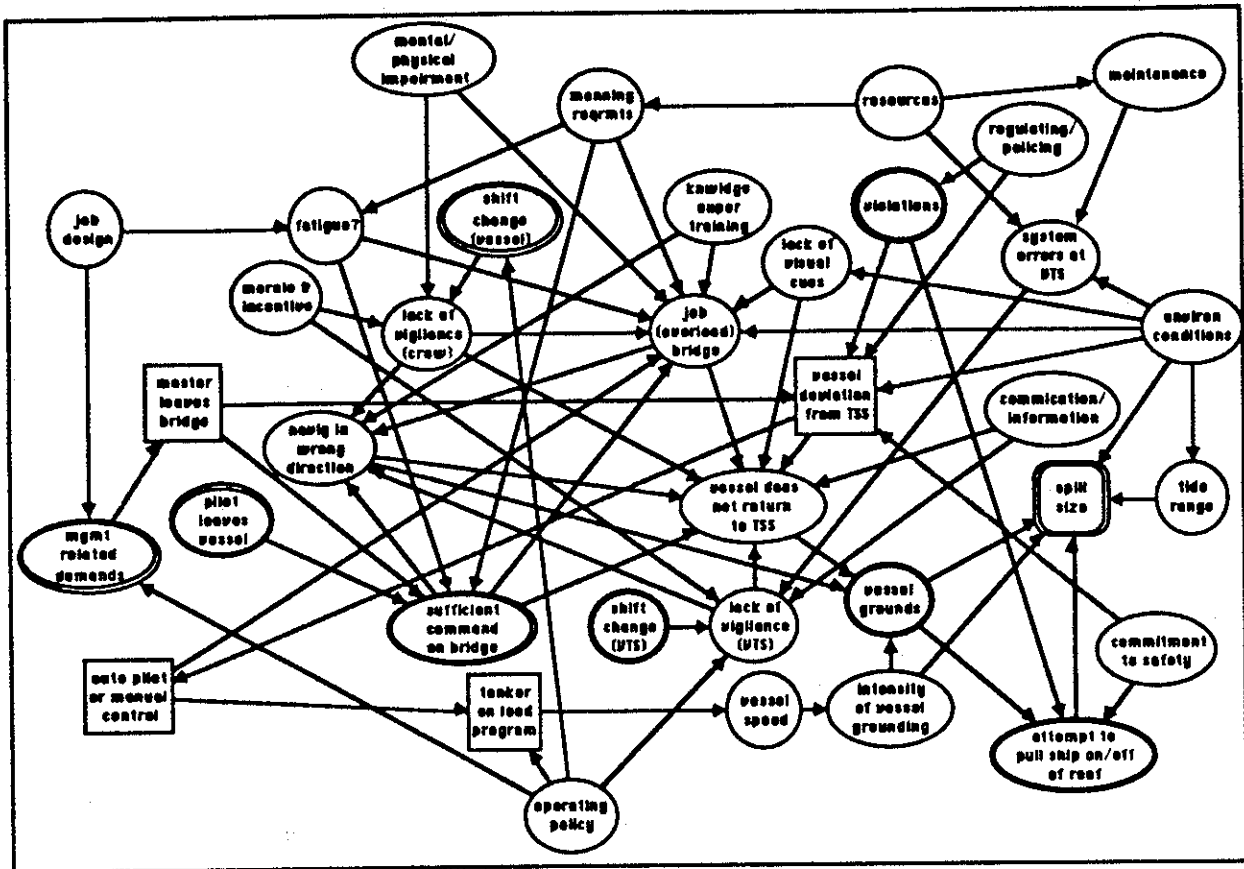 mental/
physical
impairment
manning
reqrmts
resources
maintenance
regulating/
policing
job
design
fatigue?
shift
change
(vessel)
knwldge
exper
training
violations
lack of
visual
cues
system
errors at
VTS
morale &
incentive
lack of
vigilance
(crew)
job
(overload)
bridge
environ
conditions
master
leaves
bridge
vessel
deviation
from TSS
commication/
information
navig in
wrong
direction
pilot
leaves
vessel
vessel does
not return
to TSS
spill
size
tide
range
mgmt
related
demands
sufficient
command
on bridge
shift
change
(VTS)
lack of
vigilance
(VTS)
vessel
grounds
commitment
to safety
auto pilot
or manual
control
tanker
on load
program
vessel
speed
intensity
of vessel
grounding
attempt to
pull ship on/off
of reef
operating
policy